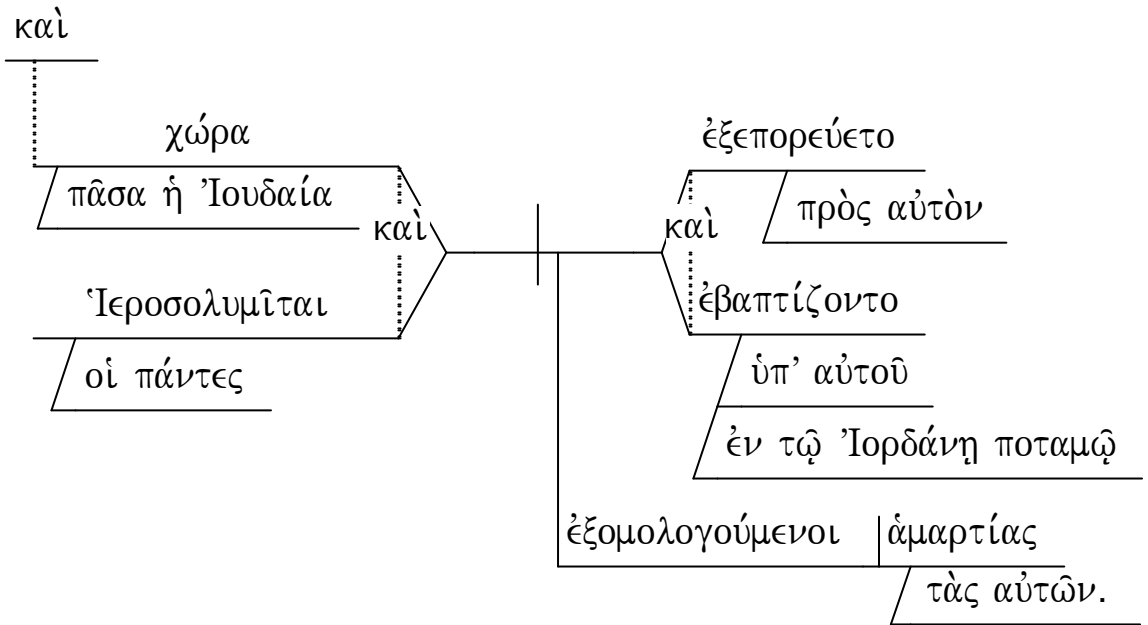 καὶ
χώρα
πᾶσα ἡ Ἰουδαία
καὶ
Ἱεροσολυμῖται
οἱ πάντες
ἐξεπορεύετο
πρὸς αὐτὸν
καὶ
ἐβαπτίζοντο
ὑπ’ αὐτοῦ
ἐν τῷ Ἰορδάνῃ ποταμῷ
ἐξομολογούμενοι ἁμαρτίας
τὰς αὐτῶν.